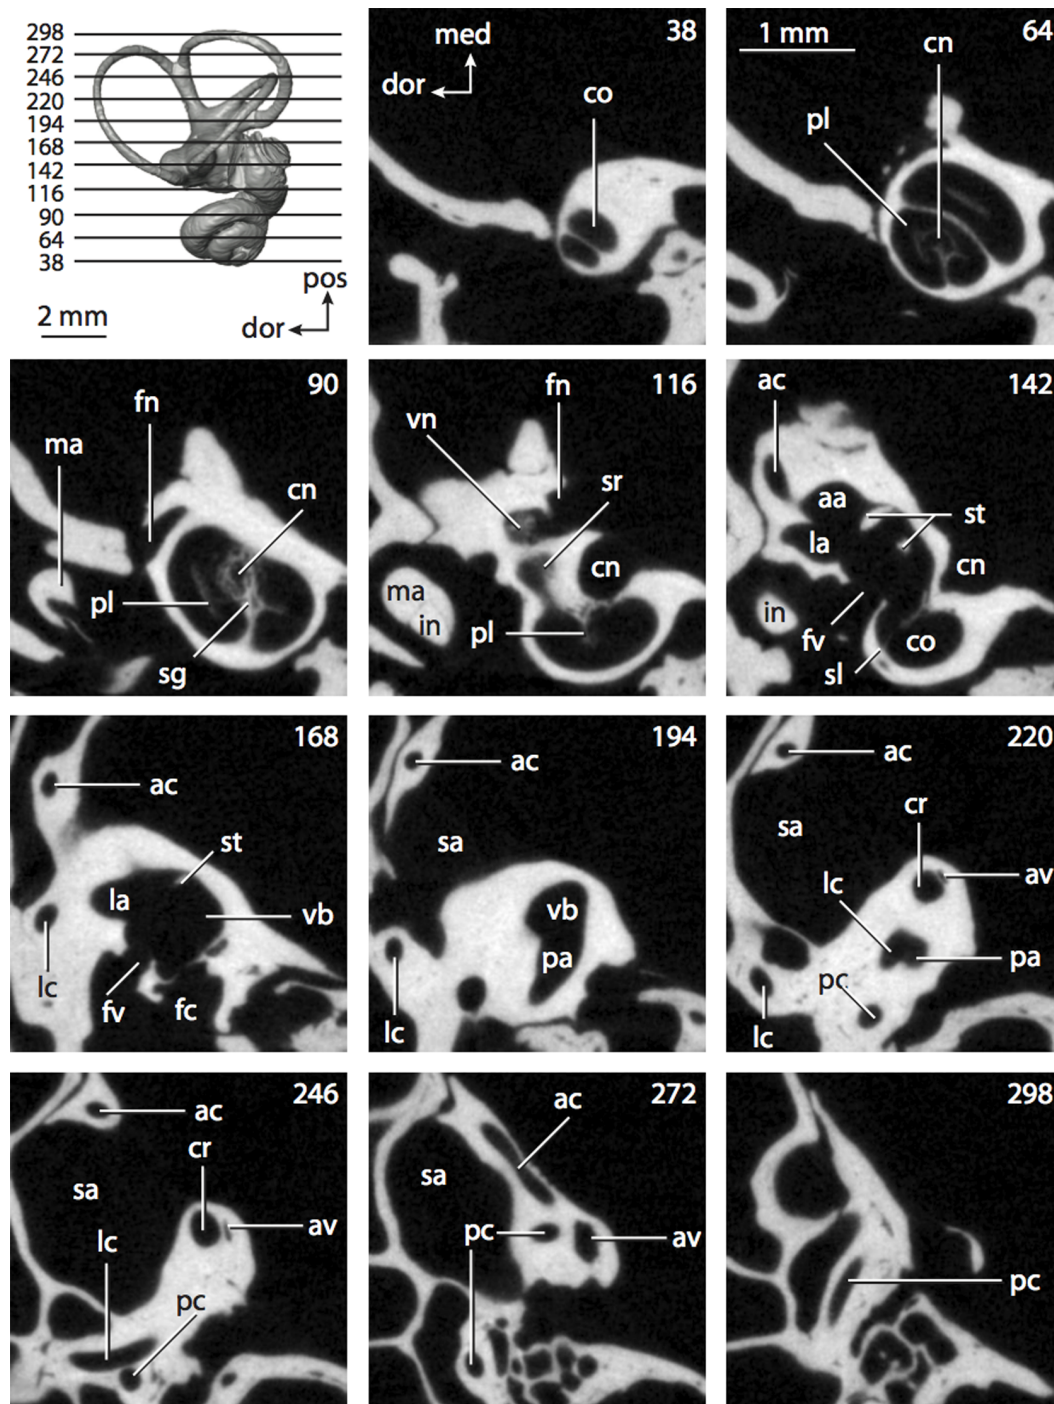 298
272
246
220
194
168
142
116
90
64
38
pos
dor
2 mm
38
med
dor
co
64
1 mm
cn
pl
90
fn
ma
cn
pl
sg
116
fn
vn
sr
ma
in
cn
pl
142
ac
aa
st
la
cn
in
fv
co
sl
168
ac
st
la
vb
lc
fv
fc
194
ac
sa
vb
pa
lc
220
ac
cr
sa
lc
av
pa
pc
lc
246
ac
cr
sa
av
lc
pc
272
ac
sa
pc
av
298
pc